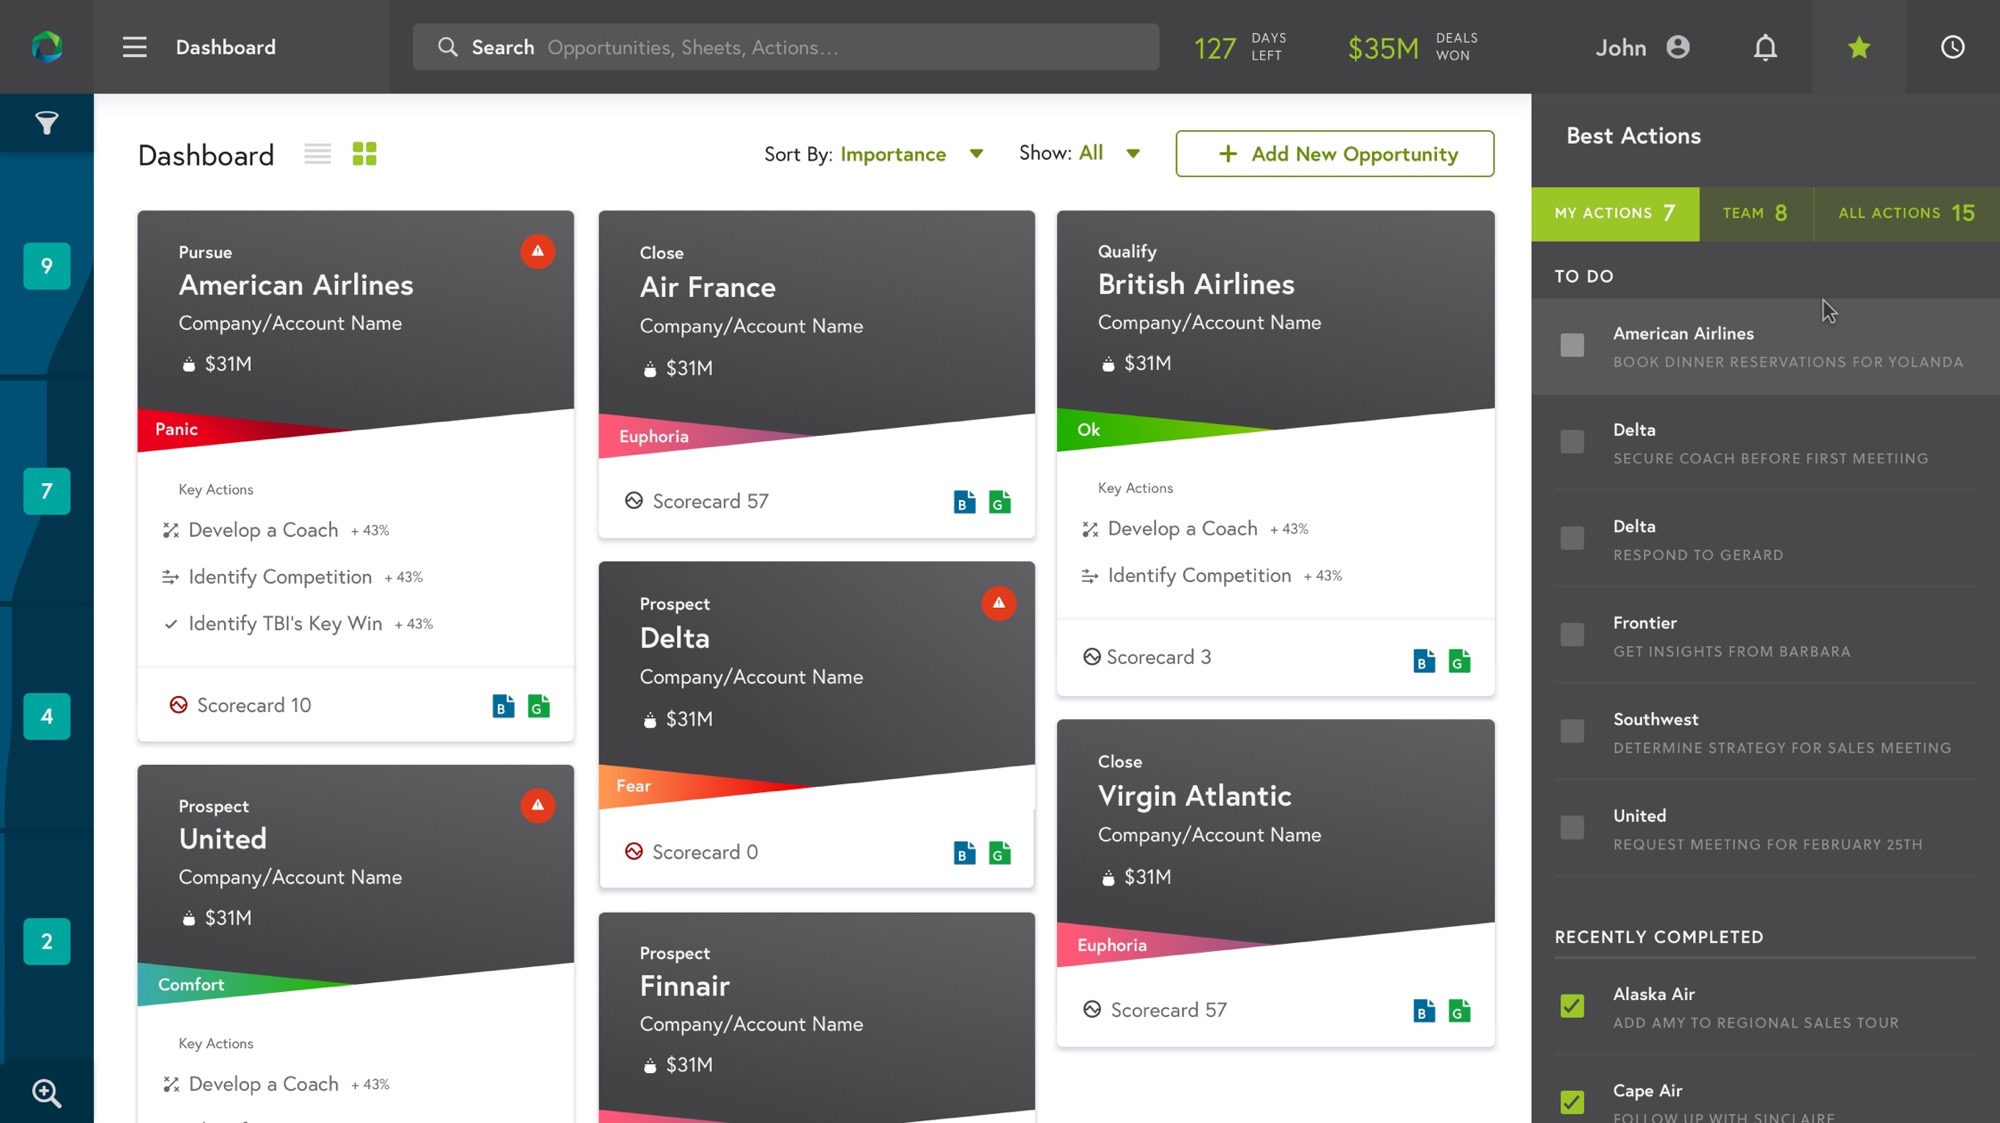 Dashboard
Search Opportunities, Sheets, Actions...
127 DAYS LEFT
$35M DEALS WON
John
9
7
4
2
Dashboard
Sort By: Importance
Show: All
+ Add New Opportunity
Pursue
American Airlines
Company/Account Name
$31M
Panic
Key Actions
Develop a Coach + 43%
Identify Competition + 43%
Identify TBI's Key Win + 43%
Scorecard 10
B G
Prospect
United
Company/Account Name
$31M
Comfort
Key Actions
Develop a Coach + 43%
Close
Air France
Company/Account Name
$31M
Euphoria
Scorecard 57
B G
Prospect
Delta
Company/Account Name
$31M
Fear
Scorecard 0
B G
Prospect
Finnair
Company/Account Name
$31M
Qualify
British Airlines
Company/Account Name
$31M
Ok
Key Actions
Develop a Coach + 43%
Identify Competition + 43%
Scorecard 3
B G
Close
Virgin Atlantic
Company/Account Name
$31M
Euphoria
Scorecard 57
B G
Best Actions
MY ACTIONS 7
TEAM 8
ALL ACTIONS 15
TO DO
American Airlines
BOOK DINNER RESERVATIONS FOR YOLANDA
Delta
SECURE COACH BEFORE FIRST MEETIING
Delta
RESPOND TO GERARD
Frontier
GET INSIGHTS FROM BARBARA
Southwest
DETERMINE STRATEGY FOR SALES MEETING
United
REQUEST MEETING FOR FEBRUARY 25TH
RECENTLY COMPLETED
Alaska Air
ADD AMY TO REGIONAL SALES TOUR
Cape Air
FOLLOW UP WITH SINCLAIRE